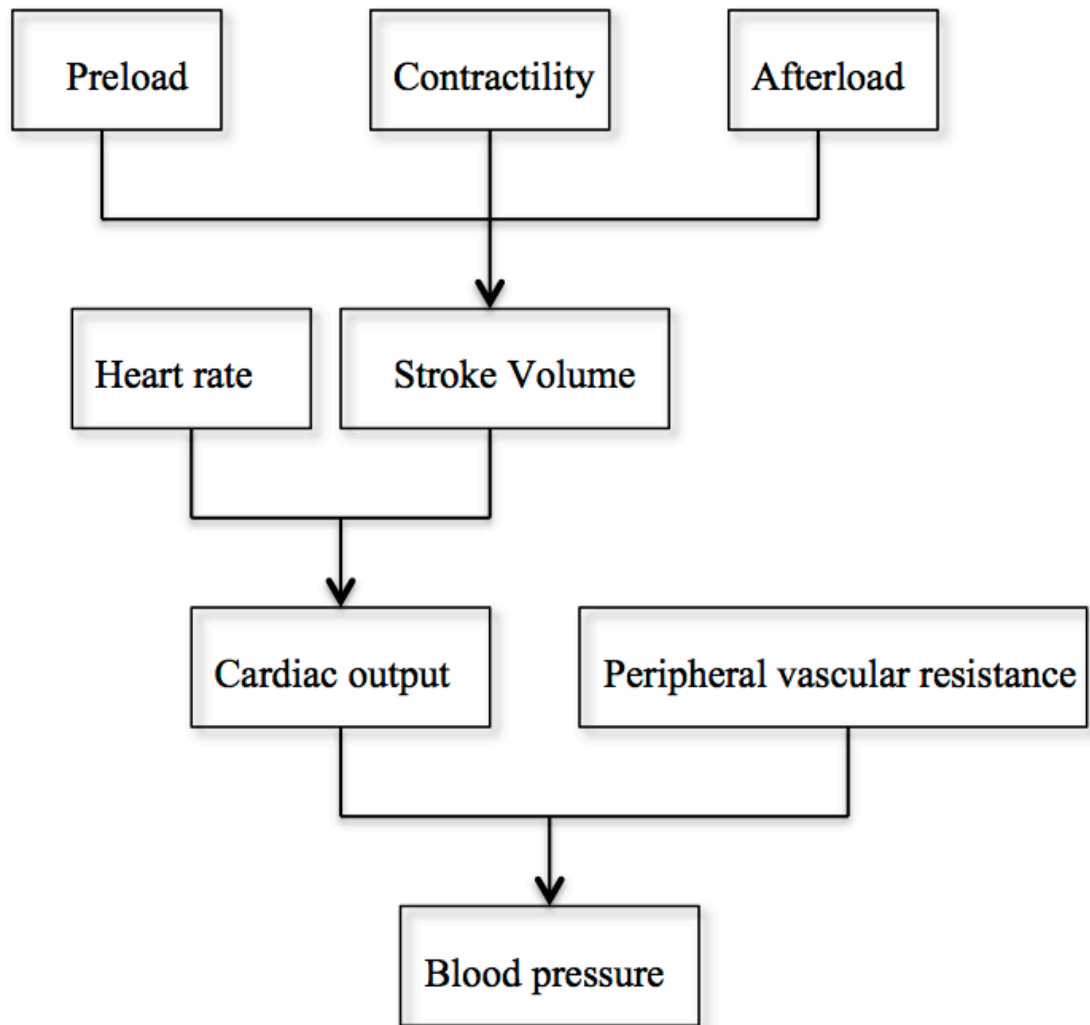 Preload
Contractility
Afterload
Heart rate
Stroke Volume
Cardiac output
Peripheral vascular resistance
Blood pressure